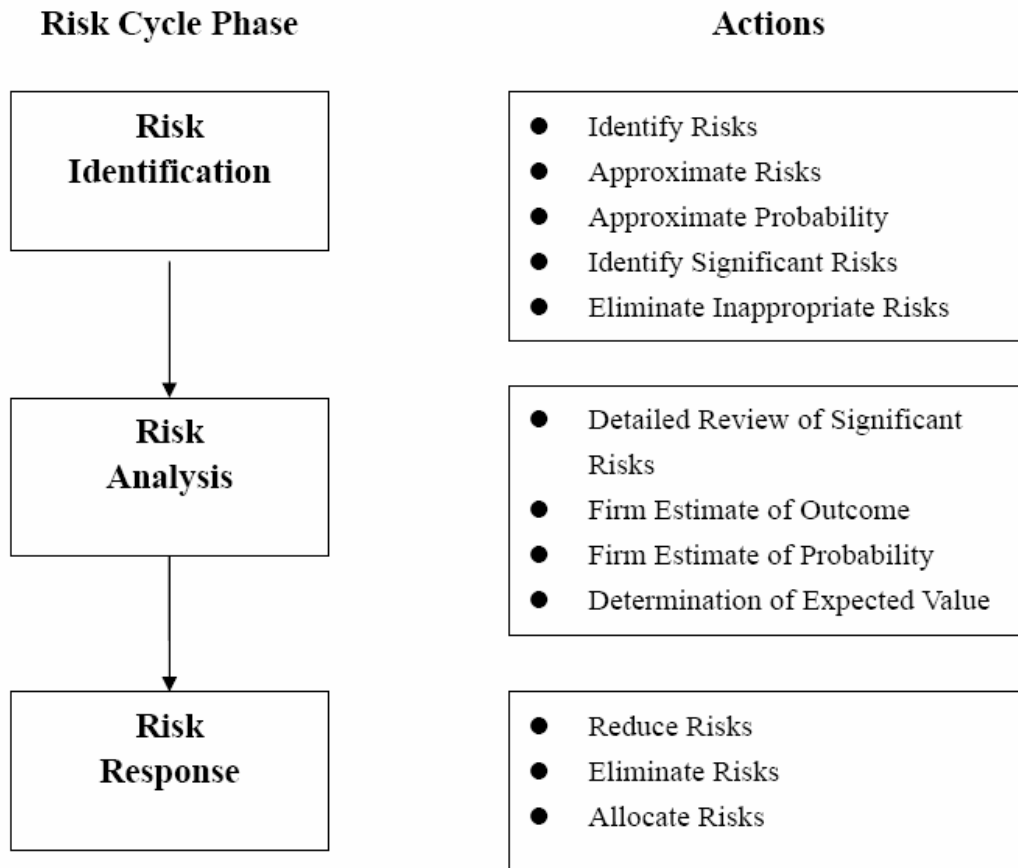 Risk Cycle Phase
Actions
Risk
Identification
● Identify Risks
● Approximate Risks
● Approximate Probability
● Identify Significant Risks
● Eliminate Inappropriate Risks
Risk
Analysis
● Detailed Review of Significant
Risks
● Firm Estimate of Outcome
● Firm Estimate of Probability
● Determination of Expected Value
Risk
Response
● Reduce Risks
● Eliminate Risks
● Allocate Risks